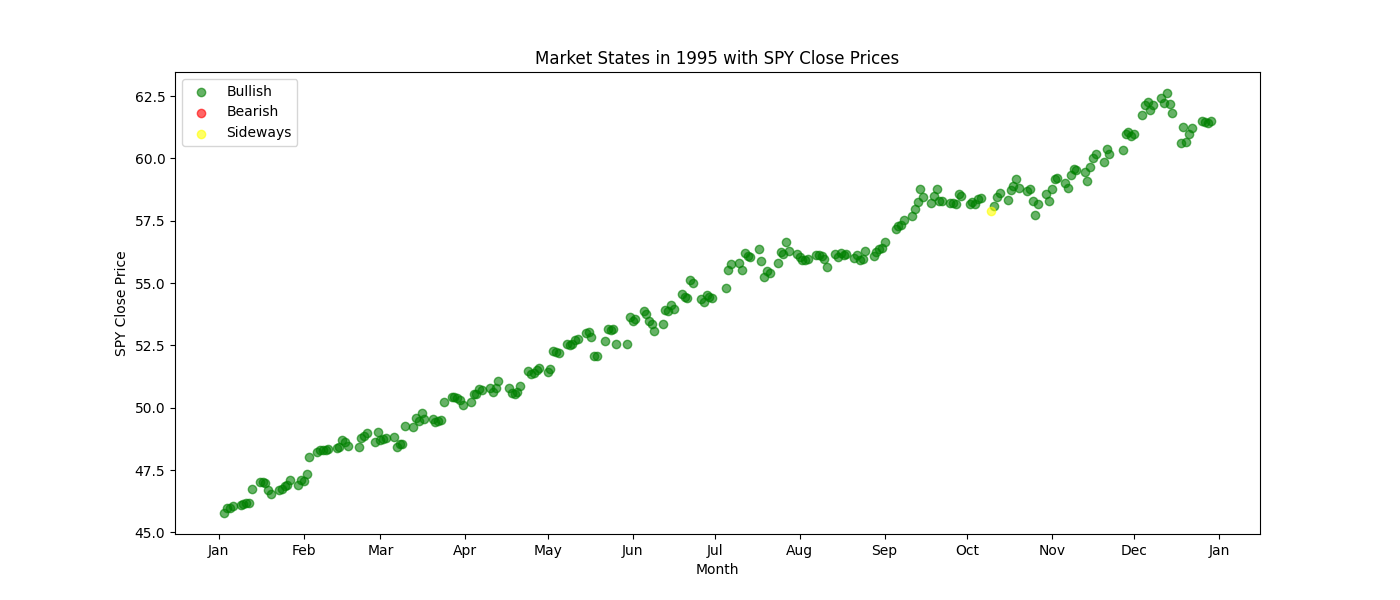 Market States in 1995 with SPY Close Prices
Bullish
Bearish
Sideways
62.5
60.0
57.5
55.0
52.5
50.0
47.5
45.0
SPY Close Price
Jan Feb Mar Apr May Jun Jul Aug Sep Oct Nov Dec Jan
Month